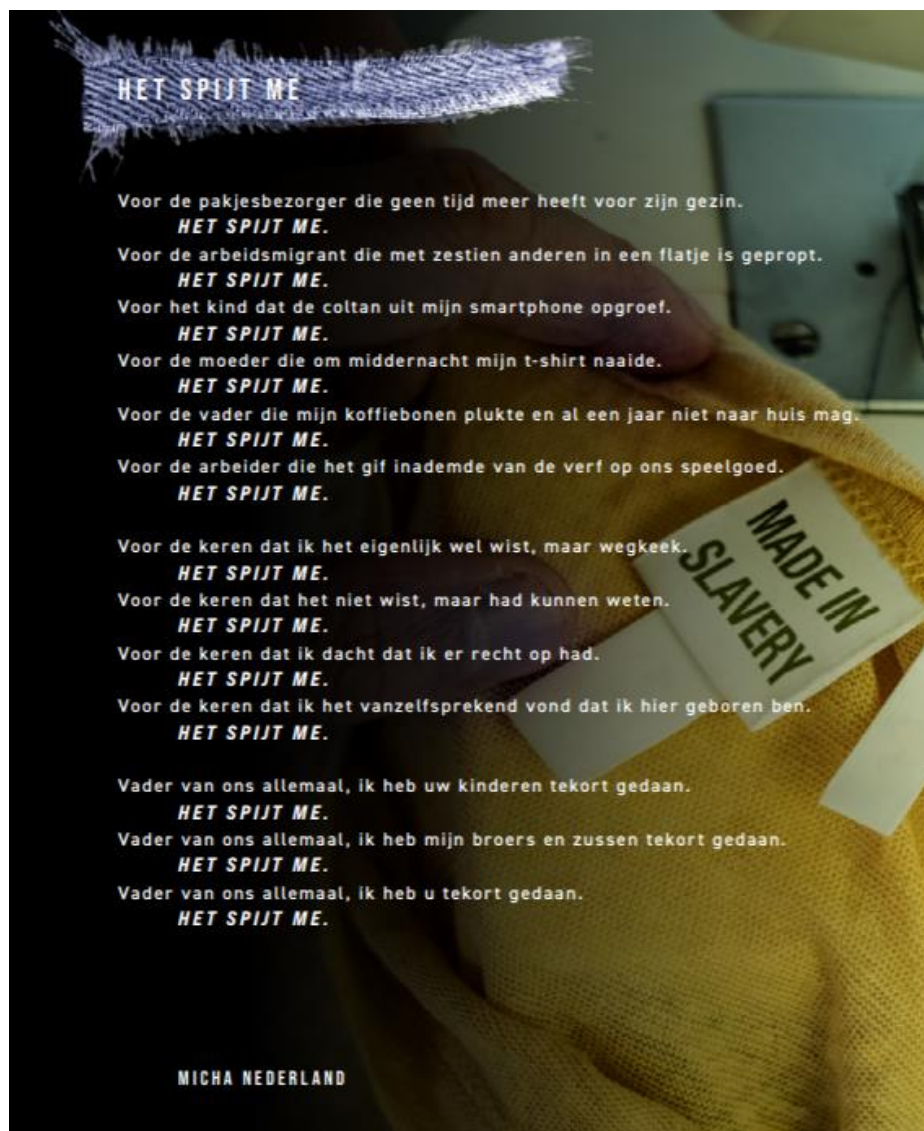 HET SPIJT ME
Voor de pakjesbezorger die geen tijd meer heeft voor zijn gezin.
HET SPIJT ME.
Voor de arbeidsmigrant die met zestien anderen in een flatje is gepropt.
HET SPIJT ME.
Voor het kind dat de coltan uit mijn smartphone opgroef.
HET SPIJT ME.
Voor de moeder die om middernacht mijn t-shirt naaide.
HET SPIJT ME.
Voor de vader die mijn koffiebonen plukte en al een jaar niet naar huis mag.
HET SPIJT ME.
Voor de arbeider die het gif inademde van de verf op ons speelgoed.
HET SPIJT ME.
Voor de keren dat ik het eigenlijk wel wist, maar wegkeek.
HET SPIJT ME.
Voor de keren dat het niet wist, maar had kunnen weten.
HET SPIJT ME.
Voor de keren dat ik dacht dat ik er recht op had.
HET SPIJT ME.
Voor de keren dat ik het vanzelfsprekend vond dat ik hier geboren ben.
HET SPIJT ME.
Vader van ons allemaal, ik heb uw kinderen tekort gedaan.
HET SPIJT ME.
Vader van ons allemaal, ik heb mijn broers en zussen tekort gedaan.
HET SPIJT ME.
Vader van ons allemaal, ik heb u tekort gedaan.
HET SPIJT ME.
MICHA NEDERLAND
MADE IN
SLAVERY